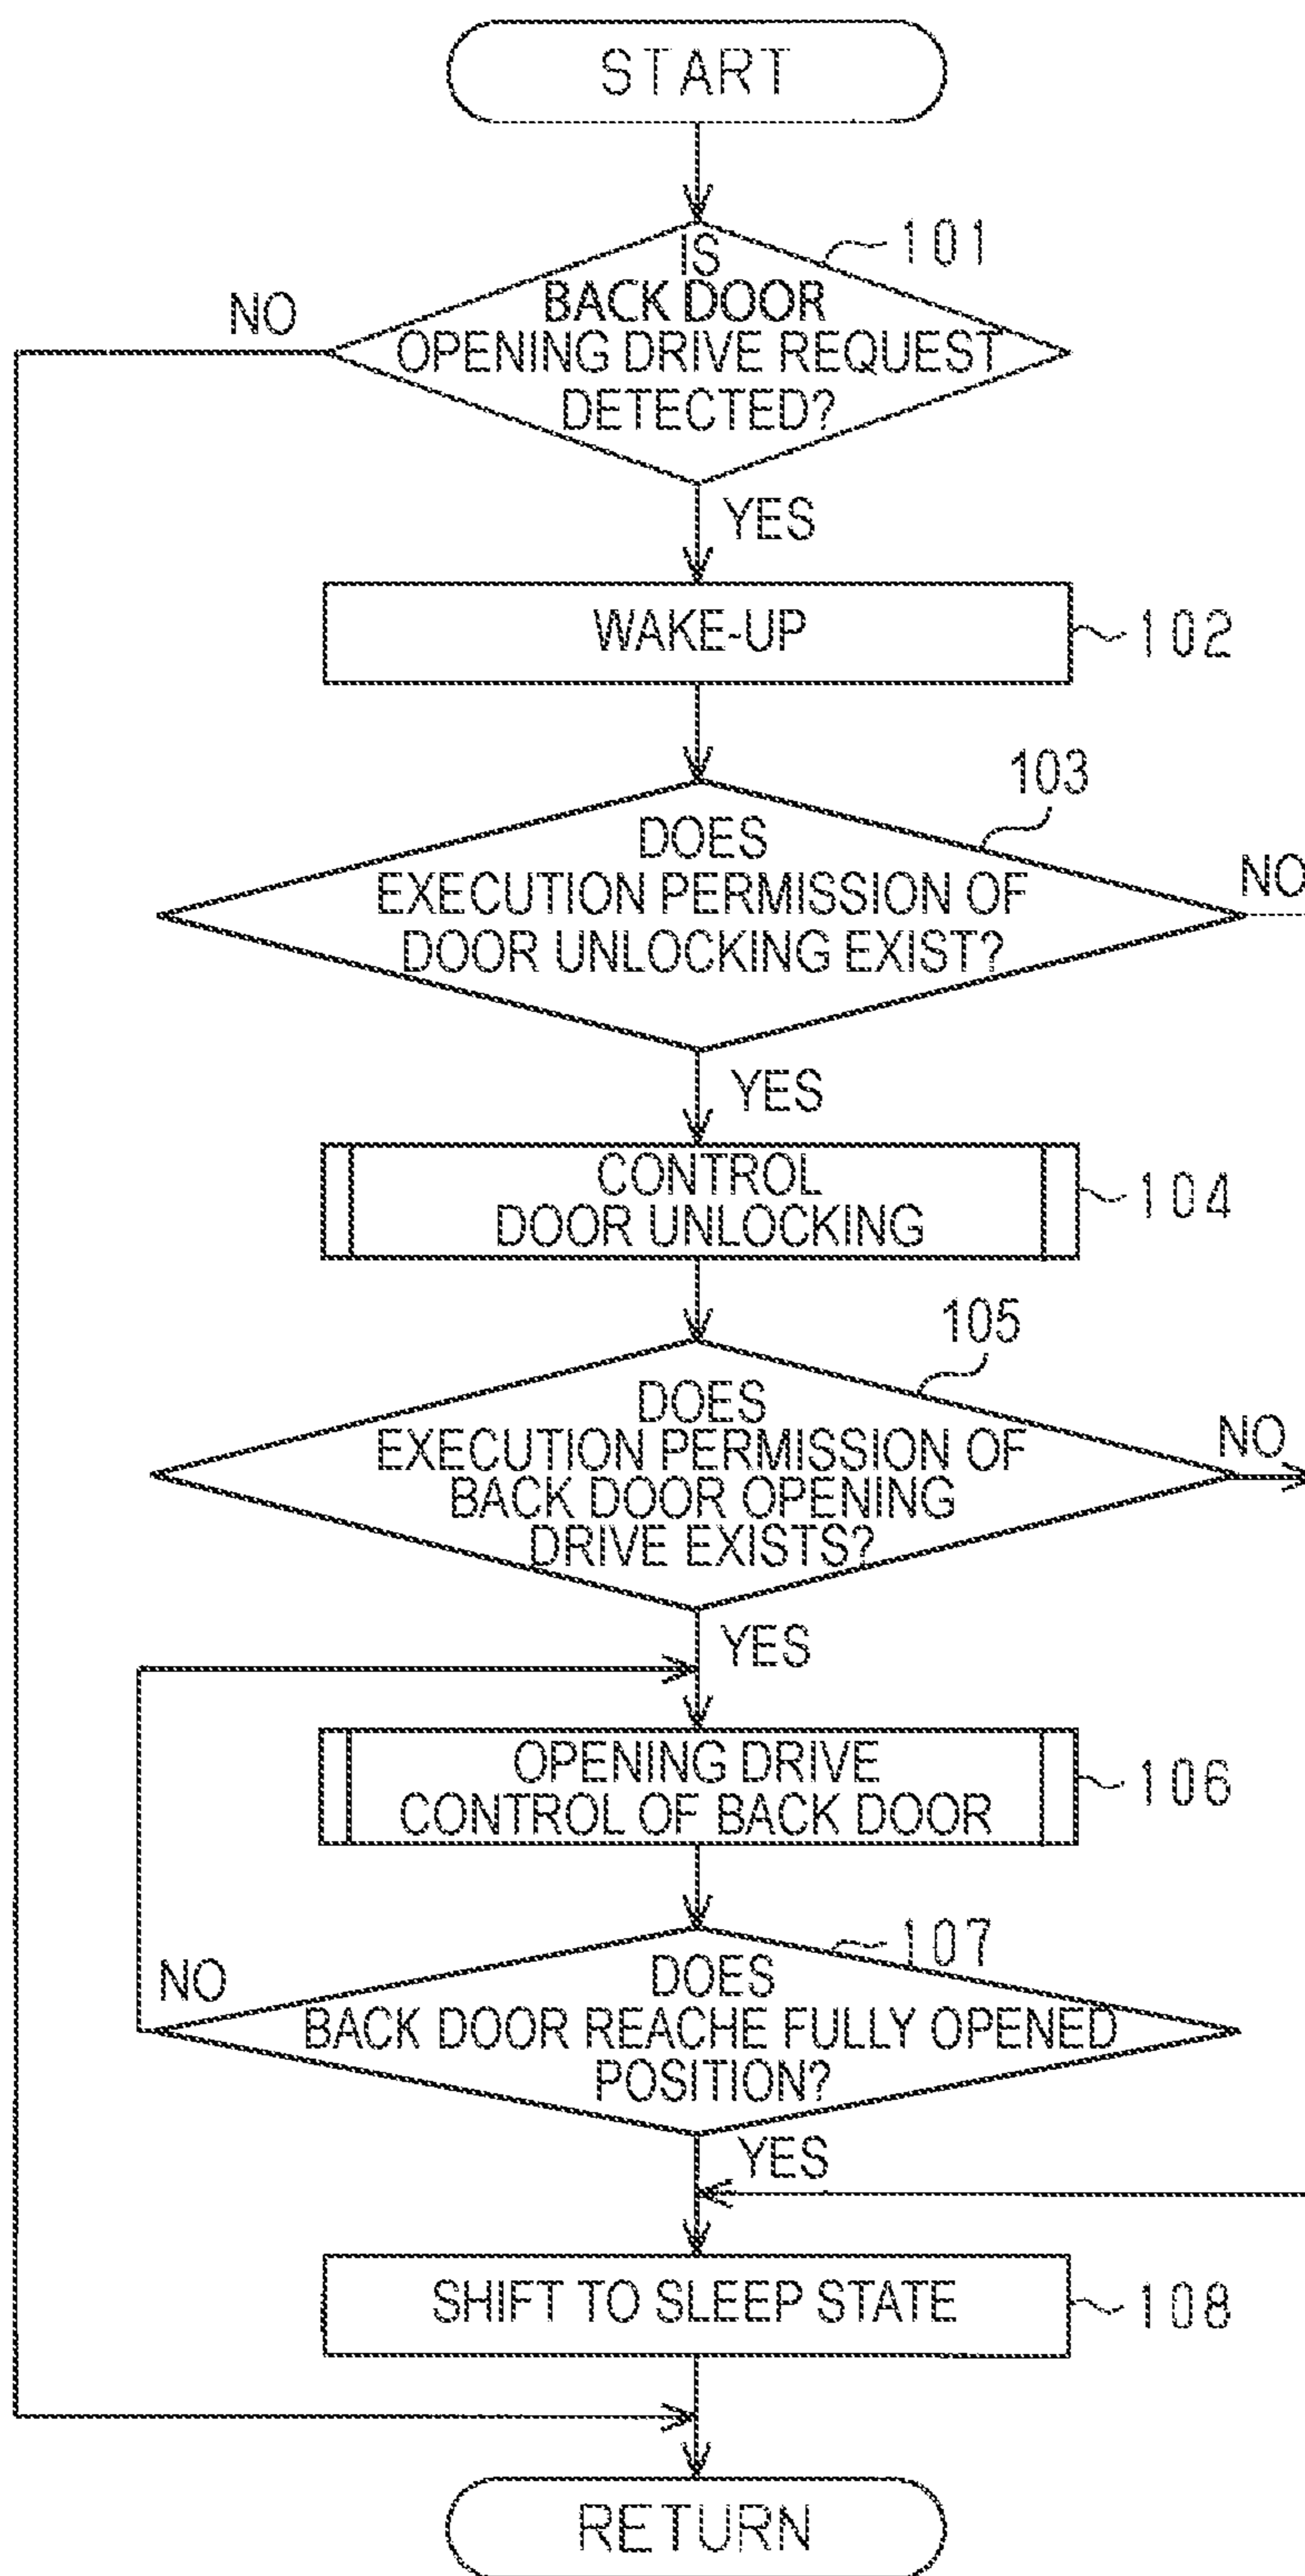 START
101
IS
BACK DOOR
OPENING DRIVE REQUEST
DETECTED?
NO
YES
WAKE-UP
102
103
DOES
EXECUTION PERMISSION OF
DOOR UNLOCKING EXIST?
NO
YES
CONTROL
DOOR UNLOCKING
104
105
DOES
EXECUTION PERMISSION OF
BACK DOOR OPENING
DRIVE EXISTS?
NO
YES
OPENING DRIVE
CONTROL OF BACK DOOR
106
107
DOES
BACK DOOR REACHE FULLY OPENED
POSITION?
NO
YES
SHIFT TO SLEEP STATE
108
RETURN